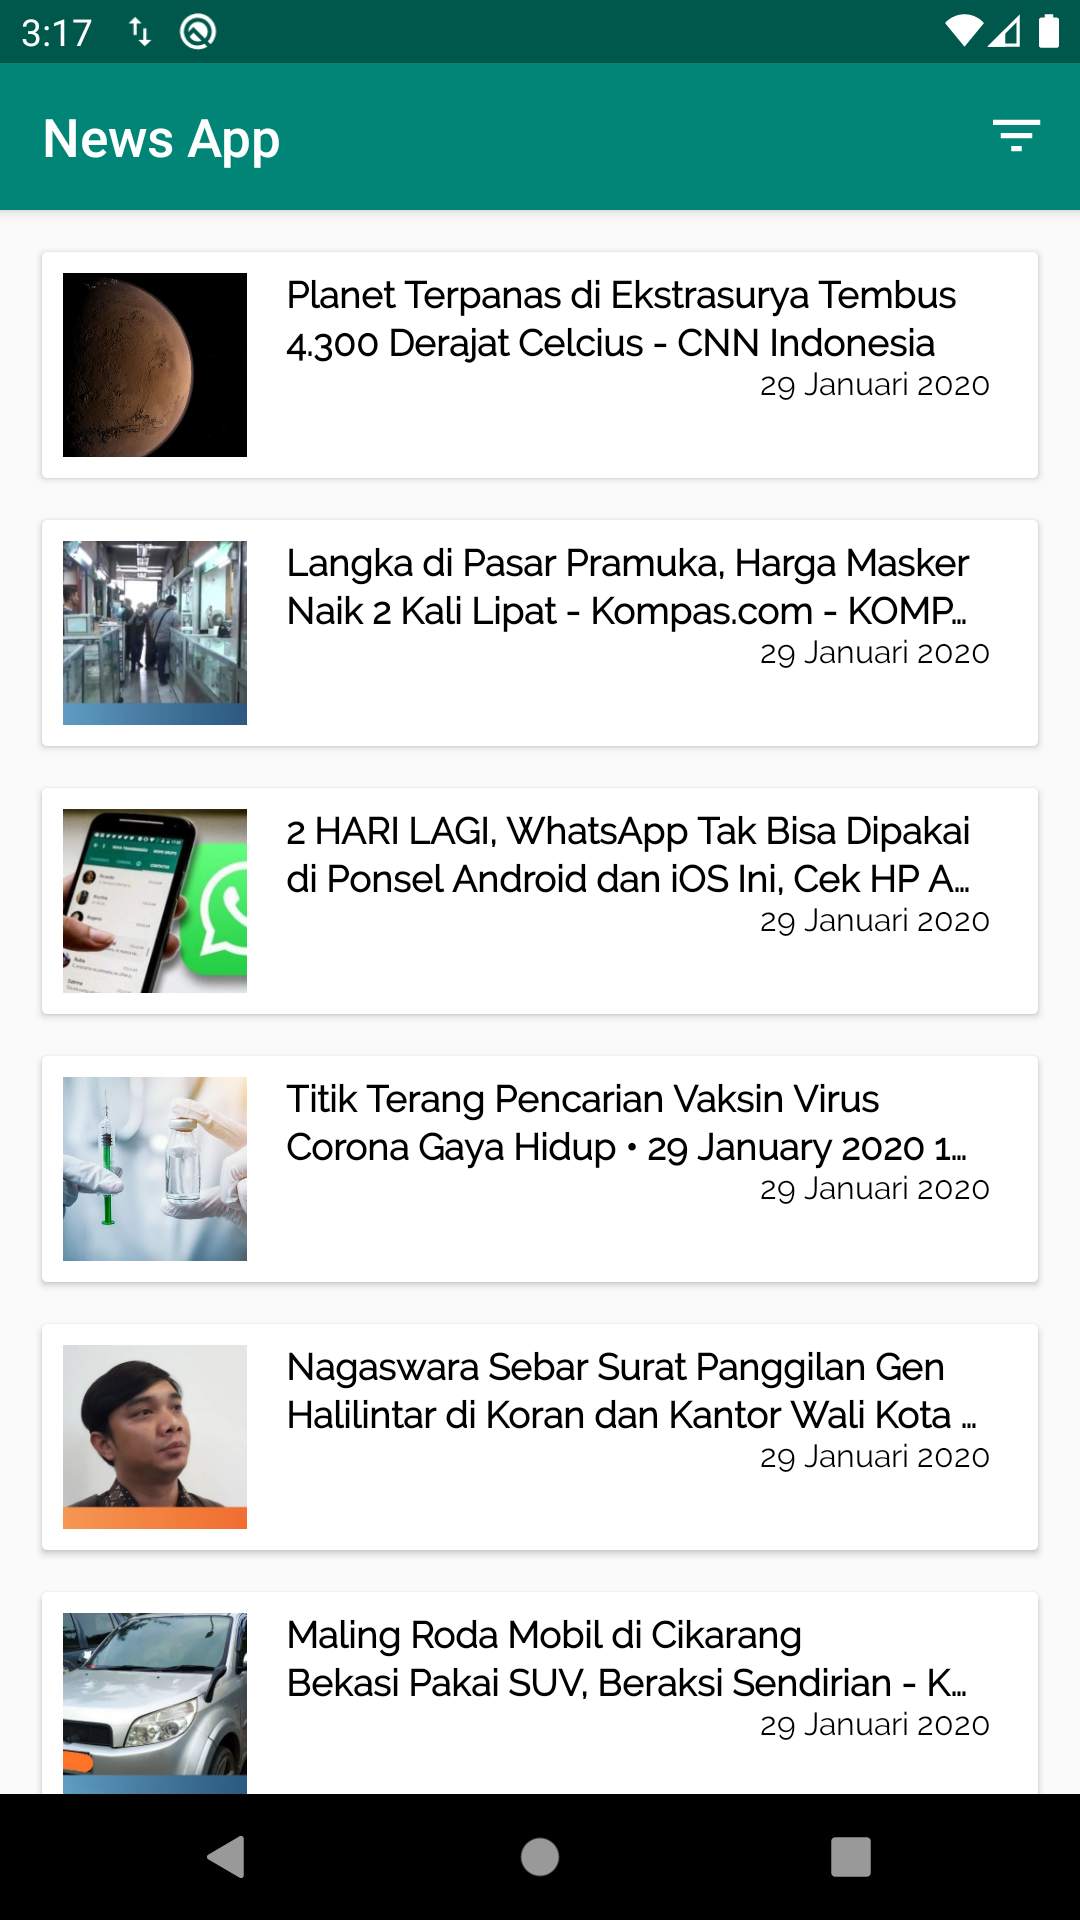 3:17
News App
Planet Terpanas di Ekstrasurya Tembus
4.300 Derajat Celcius - CNN Indonesia
29 Januari 2020
Langka di Pasar Pramuka, Harga Masker
Naik 2 Kali Lipat - Kompas.com - KOMP...
29 Januari 2020
2 HARI LAGI, WhatsApp Tak Bisa Dipakai
di Ponsel Android dan iOS Ini, Cek HP A...
29 Januari 2020
Titik Terang Pencarian Vaksin Virus
Corona Gaya Hidup • 29 January 2020 1...
29 Januari 2020
Nagaswara Sebar Surat Panggilan Gen
Halilintar di Koran dan Kantor Wali Kota ...
29 Januari 2020
Maling Roda Mobil di Cikarang
Bekasi Pakai SUV, Beraksi Sendirian - K...
29 Januari 2020